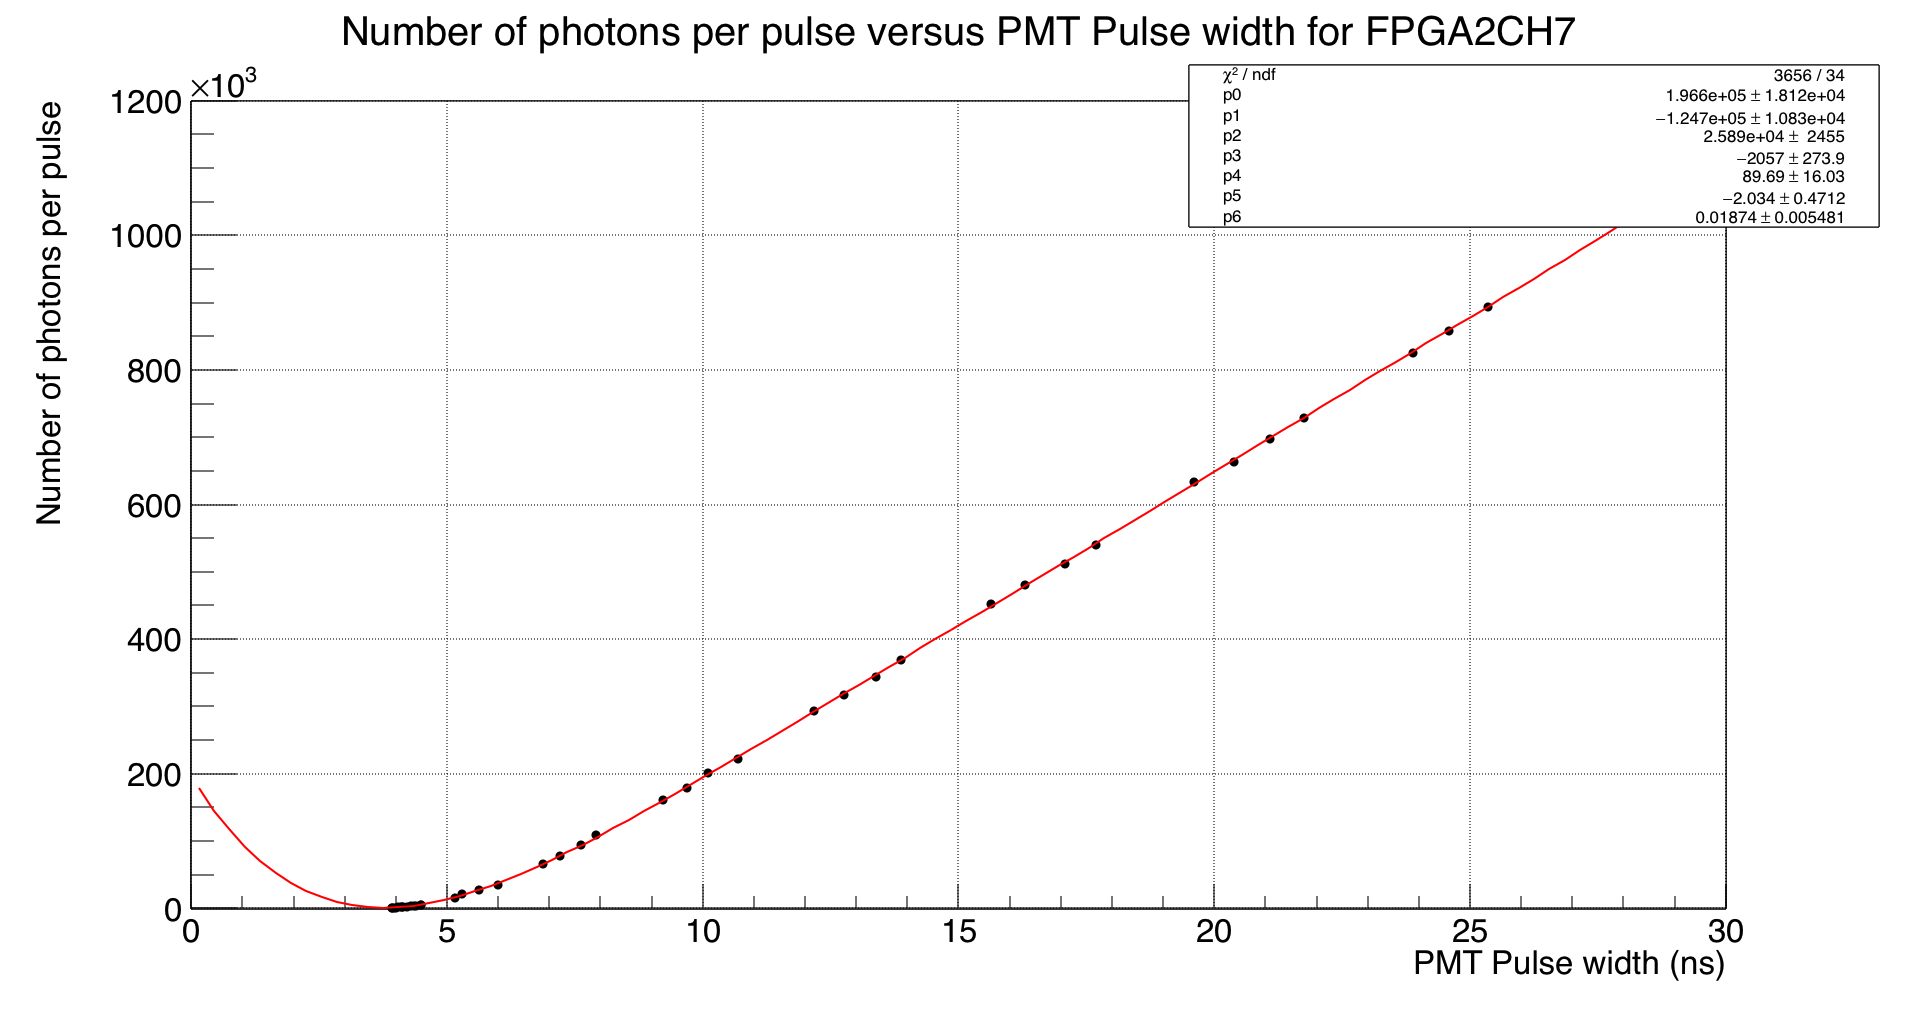 Number of photons per pulse versus PMT Pulse width for FPGA2CH7
×10³
χ² / ndf 3656 / 34
p0 1.966e+05 ± 1.812e+04
p1 −1.247e+05 ± 1.083e+04
p2 2.589e+04 ± 2455
p3 −2057 ± 273.9
p4 89.69 ± 16.03
p5 −2.034 ± 0.4712
p6 0.01874 ± 0.005481
Number of photons per pulse
1200
1000
800
600
400
200
0
0 5 10 15 20 25 30
PMT Pulse width (ns)